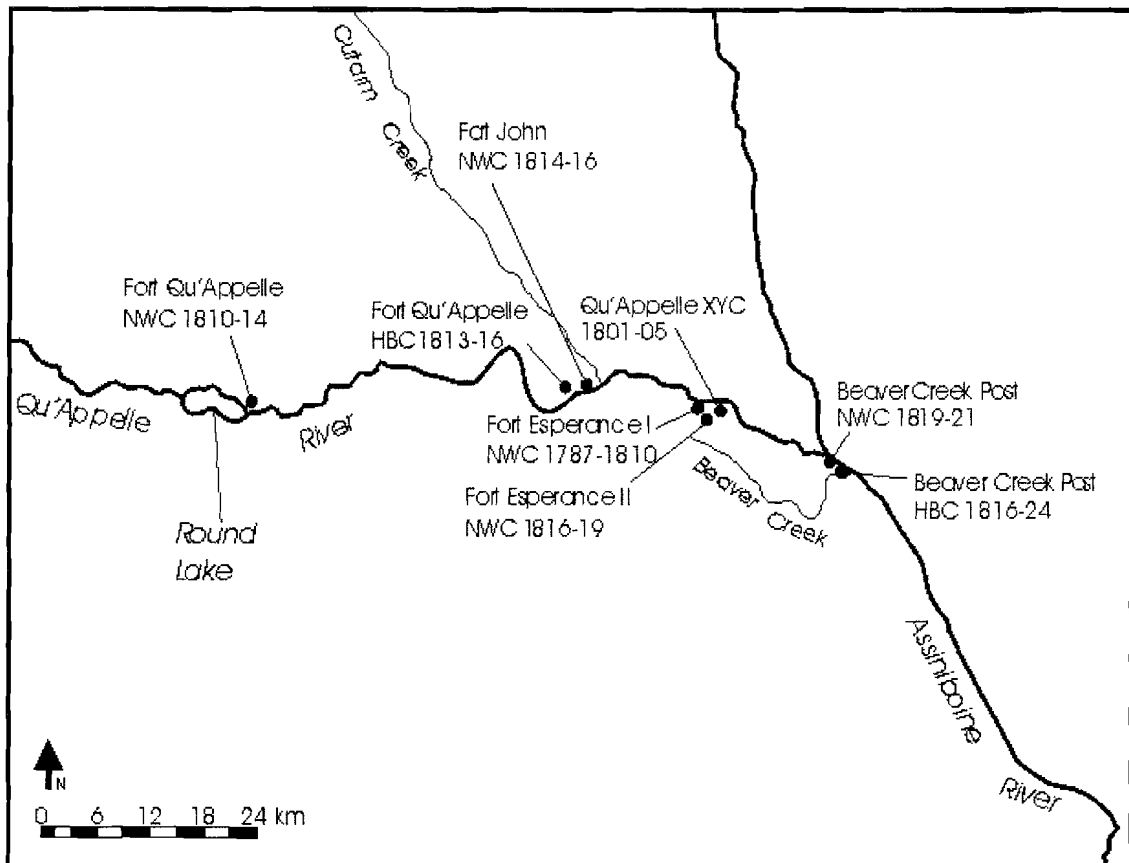 Cutarm Creek
Fort John
NWC 1814-16
Fort Qu'Appelle
NWC 1810-14
Fort Qu'Appelle
HBC 1813-16
Qu'Appelle XYC
1801-05
Beaver Creek Post
NWC 1819-21
Qu'Appelle River
Fort Esperance I
NWC 1787-1810
Fort Esperance II
NWC 1816-19
Beaver Creek
Beaver Creek Post
HBC 1816-24
Round
Lake
Assiniboine River
N
0 6 12 18 24 km